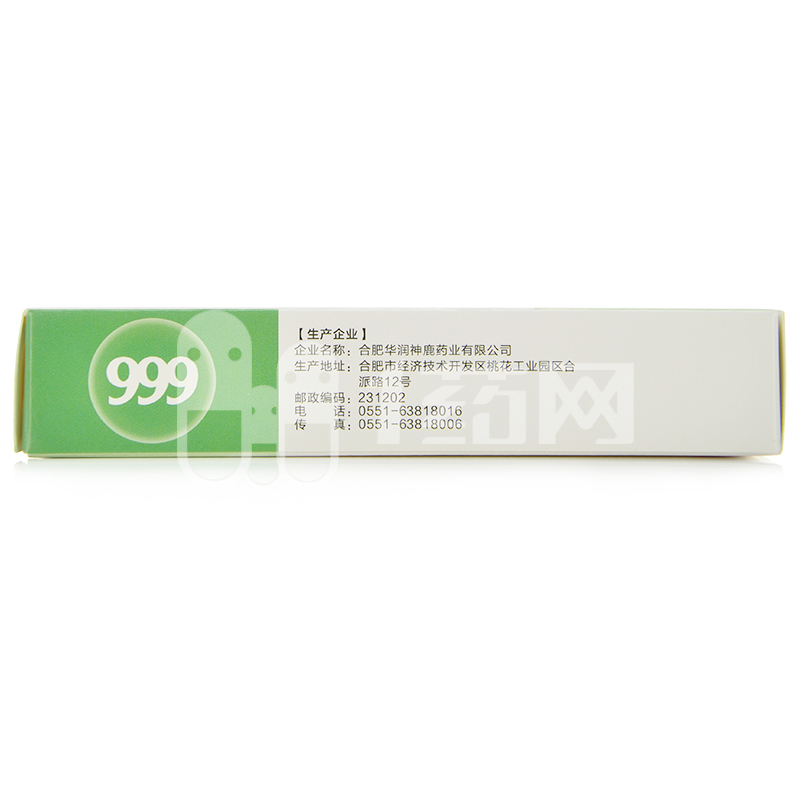 999
【生产企业】
企业名称：合肥华润神鹿药业有限公司
生产地址：合肥市经济技术开发区桃花工业园区合
派路12号
邮政编码：231202
电　　话：0551-63818016
传　　真：0551-63818006
1药网